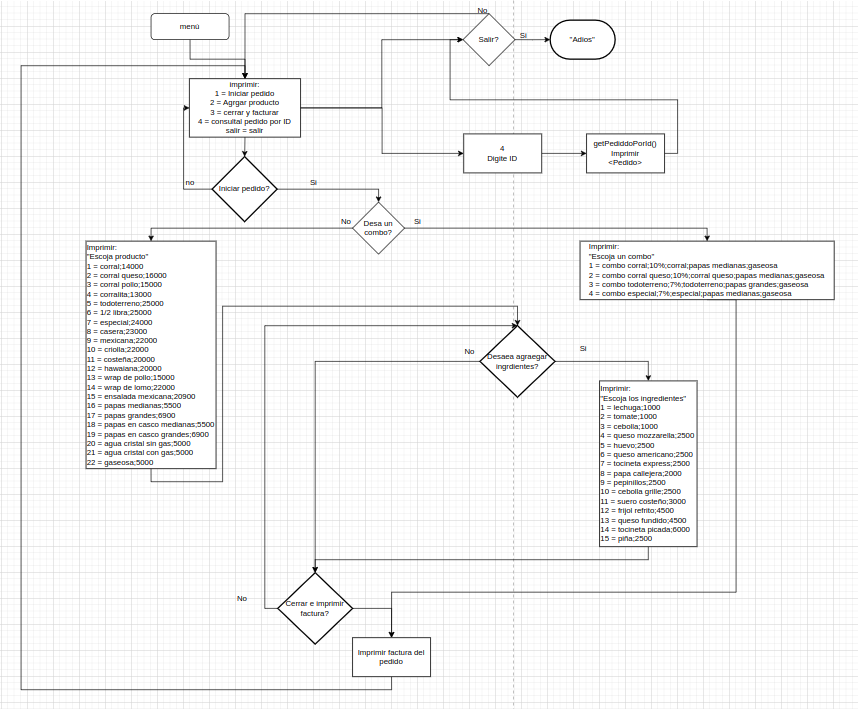 menú
No
Salir?
Si
"Adios"
imprimir:
1 = Iniciar pedido
2 = Agrgar producto
3 = cerrar y facturar
4 = consultal pedido por ID
salir = salir
4
Digite ID
getPediddoPorId()
Imprimir
<Pedido>
no
Iniciar pedido?
Si
No
Desa un
combo?
Si
Imprimir:
"Escoja producto"
1 = corral;14000
2 = corral queso;16000
3 = corral pollo;15000
4 = corralita;13000
5 = todoterreno;25000
6 = 1/2 libra;25000
7 = especial;24000
8 = casera;23000
9 = mexicana;22000
10 = criolla;22000
11 = costeña;20000
12 = hawaiana;20000
13 = wrap de pollo;15000
14 = wrap de lomo;22000
15 = ensalada mexicana;20900
16 = papas medianas;5500
17 = papas grandes;6900
18 = papas en casco medianas;5500
19 = papas en casco grandes;6900
20 = agua cristal sin gas;5000
21 = agua cristal con gas;5000
22 = gaseosa;5000
Imprimir:
"Escoja un combo"
1 = combo corral;10%;corral;papas medianas;gaseosa
2 = combo corral queso;10%;corral queso;papas medianas;gaseosa
3 = combo todoterreno;7%;todoterreno;papas grandes;gaseosa
4 = combo especial;7%;especial;papas medianas;gaseosa
No
Desaea agraegar
ingrdientes?
Si
Imprimir:
"Escoja los ingredientes"
1 = lechuga;1000
2 = tomate;1000
3 = cebolla;1000
4 = queso mozzarella;2500
5 = huevo;2500
6 = queso americano;2500
7 = tocineta express;2500
8 = papa callejera;2000
9 = pepinillos;2500
10 = cebolla grille;2500
11 = suero costeño;3000
12 = frijol refrito;4500
13 = queso fundido;4500
14 = tocineta picada;6000
15 = piña;2500
No
Cerrar e imprimir
factura?
Imprimir factura del
pedido